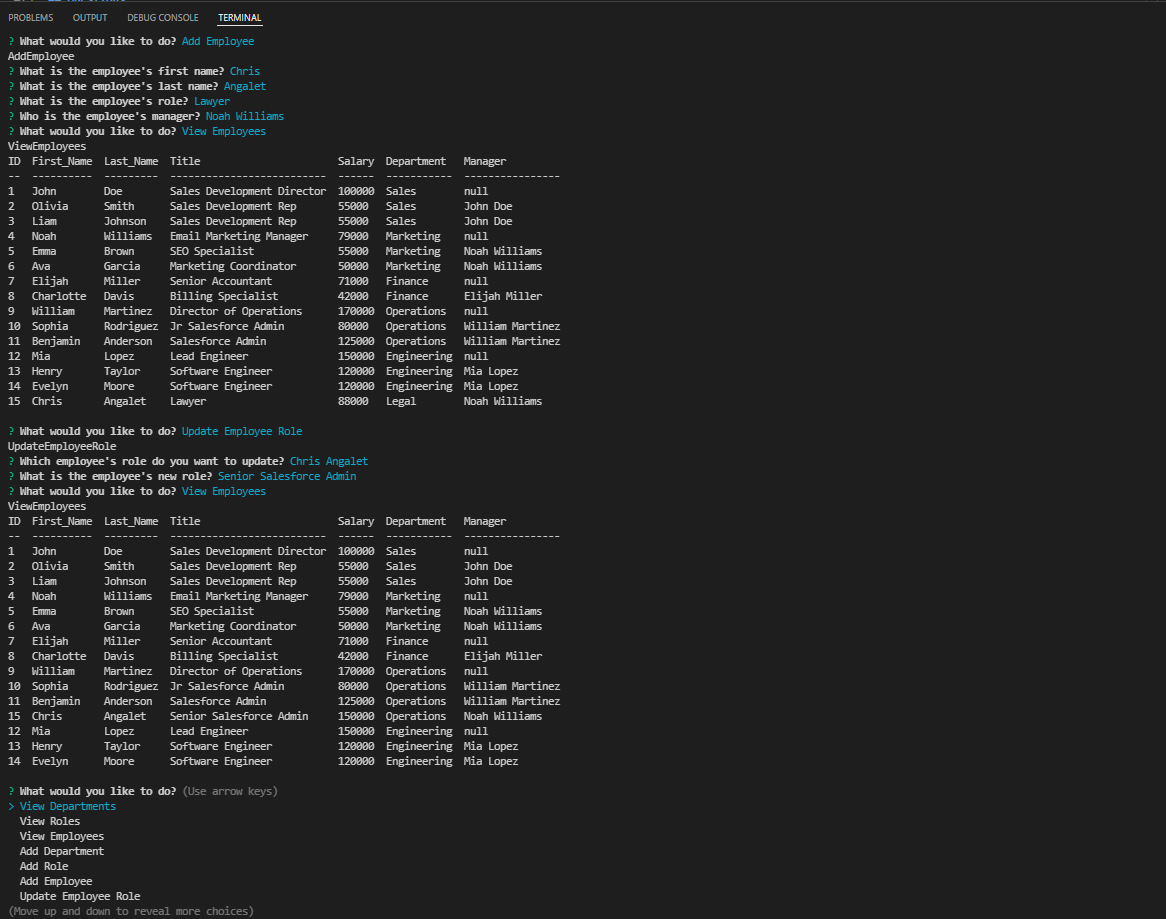 PROBLEMS OUTPUT DEBUG CONSOLE TERMINAL
? What would you like to do? Add Employee
AddEmployee
? What is the employee's first name? Chris
? What is the employee's last name? Angalet
? What is the employee's role? Lawyer
? Who is the employee's manager? Noah Williams
? What would you like to do? View Employees
ViewEmployees
ID First_Name Last_Name Title Salary Department Manager
-- ---------- --------- -------------------------- ------ ----------- ----------------
1 John Doe Sales Development Director 100000 Sales null
2 Olivia Smith Sales Development Rep 55000 Sales John Doe
3 Liam Johnson Sales Development Rep 55000 Sales John Doe
4 Noah Williams Email Marketing Manager 79000 Marketing null
5 Emma Brown SEO Specialist 55000 Marketing Noah Williams
6 Ava Garcia Marketing Coordinator 50000 Marketing Noah Williams
7 Elijah Miller Senior Accountant 71000 Finance null
8 Charlotte Davis Billing Specialist 42000 Finance Elijah Miller
9 William Martinez Director of Operations 170000 Operations null
10 Sophia Rodriguez Jr Salesforce Admin 80000 Operations William Martinez
11 Benjamin Anderson Salesforce Admin 125000 Operations William Martinez
12 Mia Lopez Lead Engineer 150000 Engineering null
13 Henry Taylor Software Engineer 120000 Engineering Mia Lopez
14 Evelyn Moore Software Engineer 120000 Engineering Mia Lopez
15 Chris Angalet Lawyer 88000 Legal Noah Williams
? What would you like to do? Update Employee Role
UpdateEmployeeRole
? Which employee's role do you want to update? Chris Angalet
? What is the employee's new role? Senior Salesforce Admin
? What would you like to do? View Employees
ViewEmployees
ID First_Name Last_Name Title Salary Department Manager
-- ---------- --------- -------------------------- ------ ----------- ----------------
1 John Doe Sales Development Director 100000 Sales null
2 Olivia Smith Sales Development Rep 55000 Sales John Doe
3 Liam Johnson Sales Development Rep 55000 Sales John Doe
4 Noah Williams Email Marketing Manager 79000 Marketing null
5 Emma Brown SEO Specialist 55000 Marketing Noah Williams
6 Ava Garcia Marketing Coordinator 50000 Marketing Noah Williams
7 Elijah Miller Senior Accountant 71000 Finance null
8 Charlotte Davis Billing Specialist 42000 Finance Elijah Miller
9 William Martinez Director of Operations 170000 Operations null
10 Sophia Rodriguez Jr Salesforce Admin 80000 Operations William Martinez
11 Benjamin Anderson Salesforce Admin 125000 Operations William Martinez
15 Chris Angalet Senior Salesforce Admin 150000 Operations Noah Williams
12 Mia Lopez Lead Engineer 150000 Engineering null
13 Henry Taylor Software Engineer 120000 Engineering Mia Lopez
14 Evelyn Moore Software Engineer 120000 Engineering Mia Lopez
? What would you like to do? (Use arrow keys)
> View Departments
View Roles
View Employees
Add Department
Add Role
Add Employee
Update Employee Role
(Move up and down to reveal more choices)